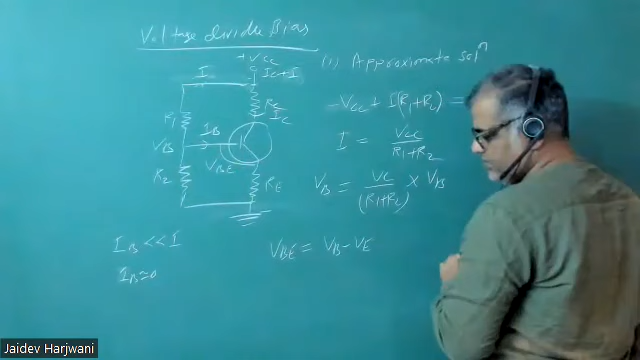 Voltage divider Bias
+VCC
I
IC+I
R1
RC
IC
IB
VB
VBE
R2
RE
IB << I
IB ≃ 0
(1) Approximate solⁿ
-VCC + I(R1+R2) =
I = VCC / R1+R2
VB = VC / (R1+R2) ×
VBE = VB - VE
Jaidev Harjwani